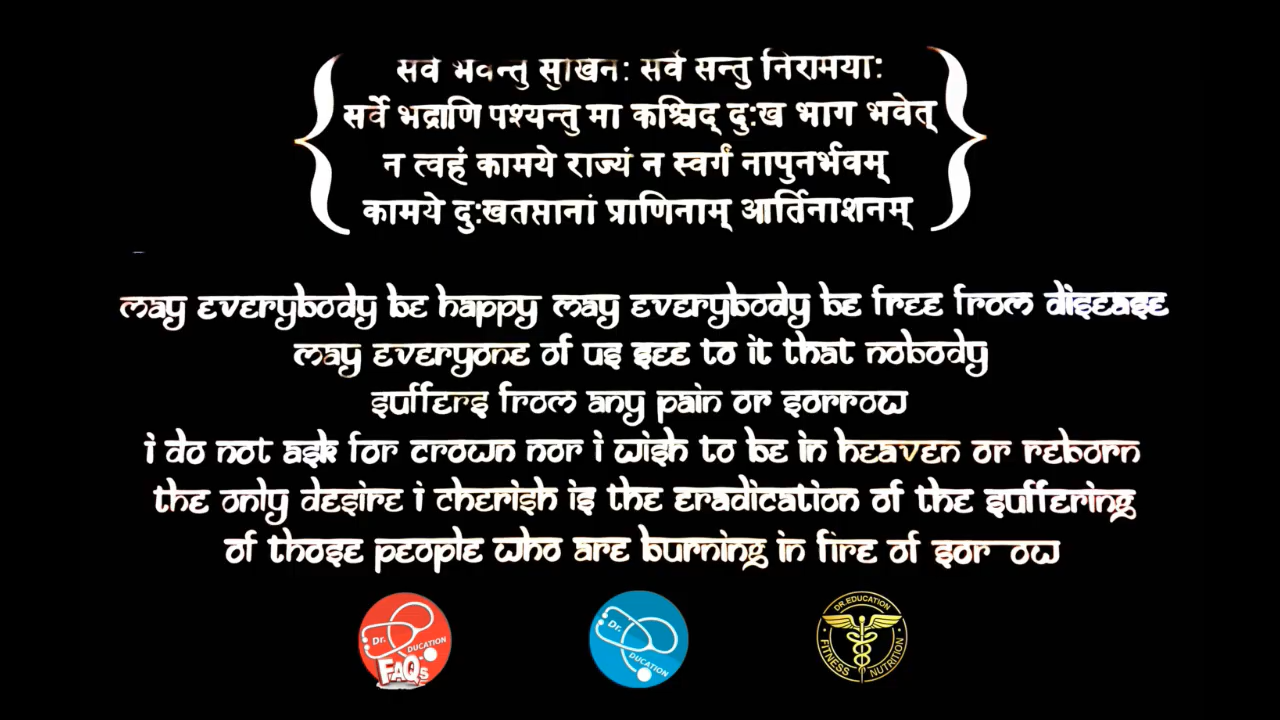 सर्वे भवन्तु सुखिन: सर्वे सन्तु निरामया:
सर्वे भद्राणि पश्यन्तु मा कश्चिद् दु:ख भाग भवेत्
न त्वहं कामये राज्यं न स्वर्गं नापुनर्भवम्
कामये दु:खतप्तानां प्राणिनाम् आर्तिनाशनम्
may everybody be happy may everybody be free from disease
may everyone of us see to it that nobody
suffers from any pain or sorrow
i do not ask for crown nor i wish to be in heaven or reborn
the only desire i cherish is the eradication of the suffering
of those people who are burning in fire of sor ow
Dr. DUCATION FAQs
Dr. DUCATION
DR.EDUCATION
FITNESS NUTRITION